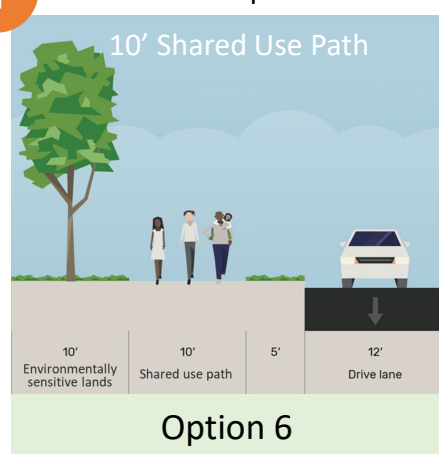 10’ Shared Use Path
10’
Environmentally
sensitive lands
10’
Shared use path
5’
12’
Drive lane
Option 6